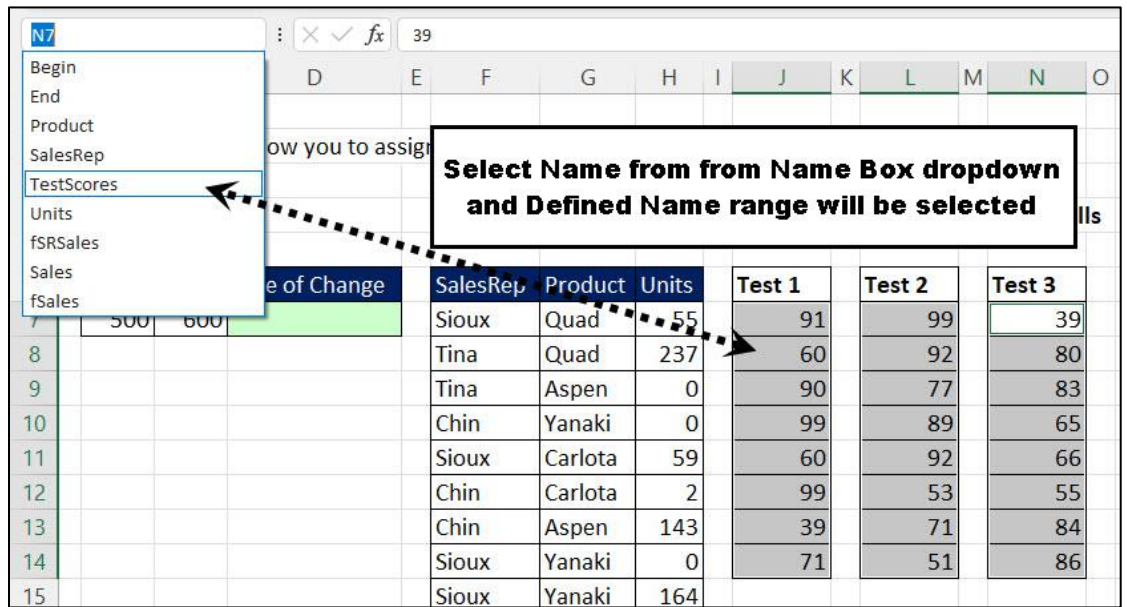 N7 : fx 39
Begin
End
Product
SalesRep
TestScores
Units
fSRSales
Sales
fSales
D E F G H I J K L M N O
ow you to assign
Select Name from from Name Box dropdown
and Defined Name range will be selected
lls
e of Change SalesRep Product Units Test 1 Test 2 Test 3
7 500 600 Sioux Quad 55 91 99 39
8 Tina Quad 237 60 92 80
9 Tina Aspen 0 90 77 83
10 Chin Yanaki 0 99 89 65
11 Sioux Carlota 59 60 92 66
12 Chin Carlota 2 99 53 55
13 Chin Aspen 143 39 71 84
14 Sioux Yanaki 0 71 51 86
15 Sioux Yanaki 164